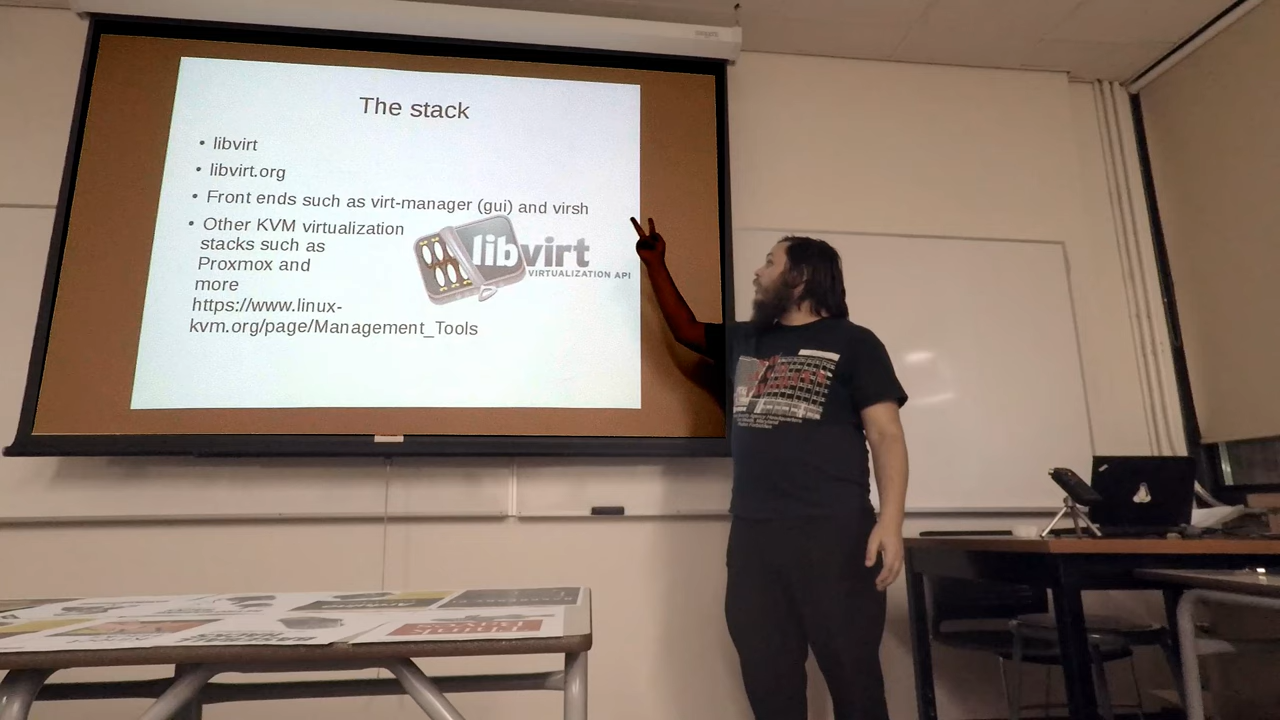 The stack
• libvirt
• libvirt.org
• Front ends such as virt-manager (gui) and virsh
• Other KVM virtualization
stacks such as
Proxmox and
more
https://www.linux-
kvm.org/page/Management_Tools
libvirt
VIRTUALIZATION API